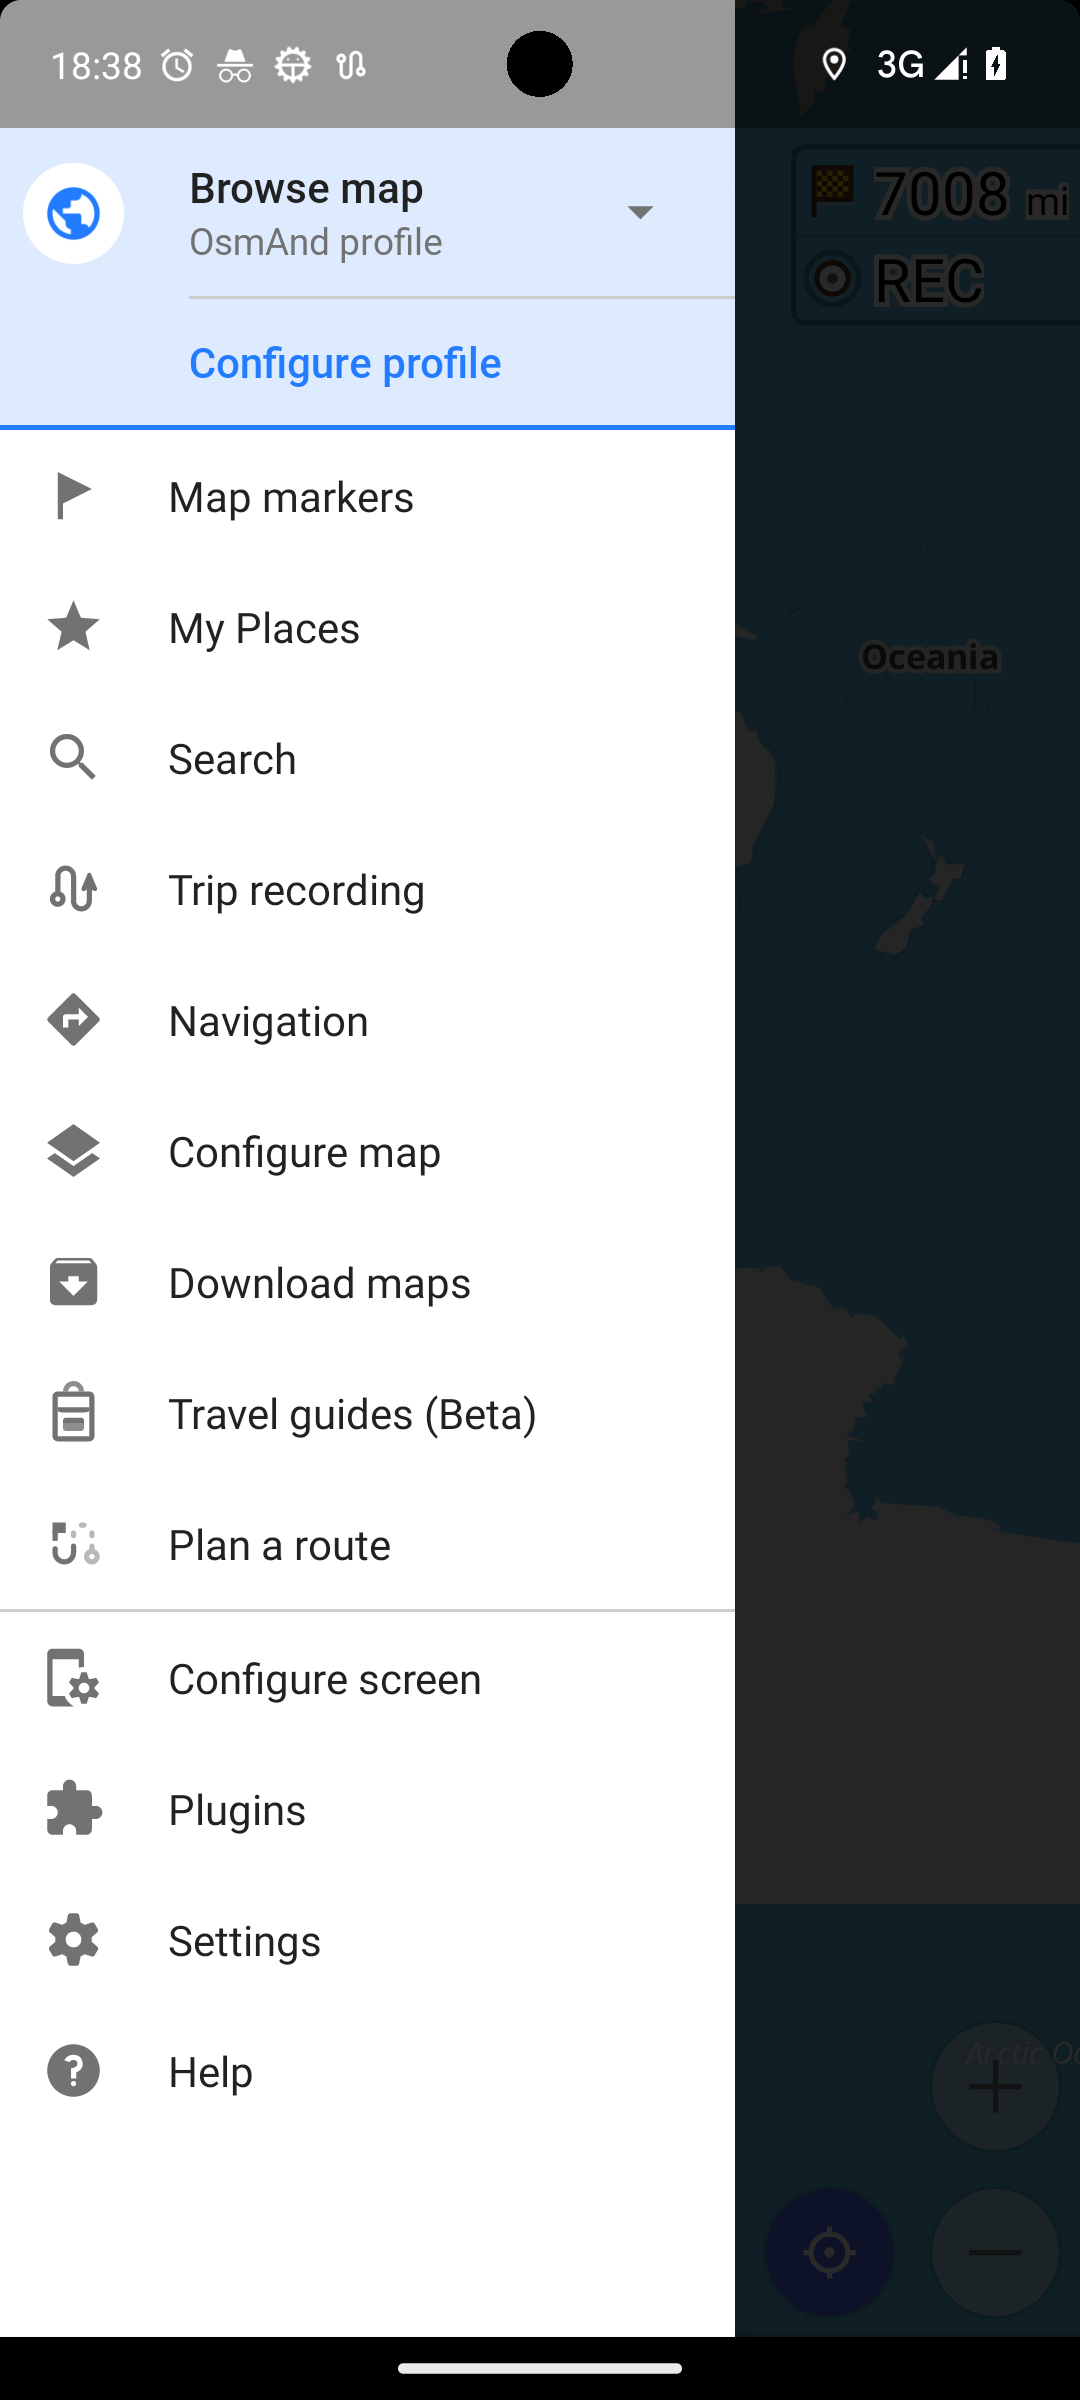 18:38
3G
Browse map
OsmAnd profile
Configure profile
7008 mi
REC
Map markers
My Places
Oceania
Search
Trip recording
Navigation
Configure map
Download maps
Travel guides (Beta)
Plan a route
Configure screen
Plugins
Settings
Arctic Oc
Help